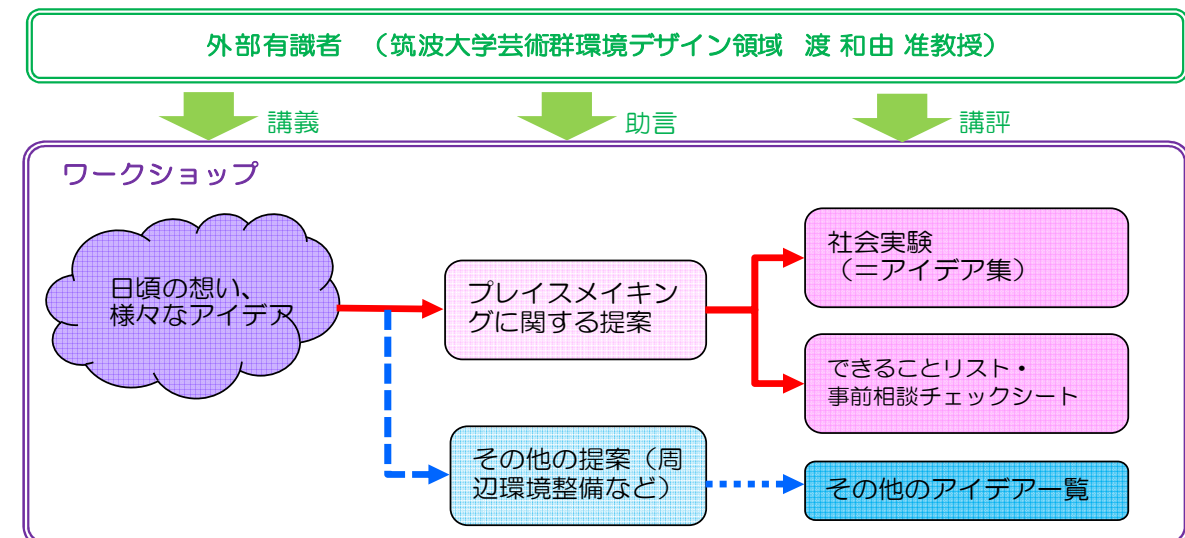 外部有識者　（筑波大学芸術群環境デザイン領域　渡 和由 准教授）
講義
助言
講評
ワークショップ
日頃の想い、
様々なアイデア
プレイスメイキン
グに関する提案
社会実験
（＝アイデア集）
できることリスト・
事前相談チェックシート
その他の提案（周
辺環境整備など）
その他のアイデア一覧